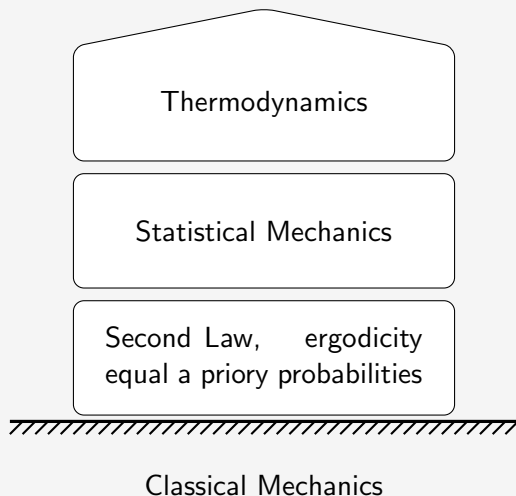 Thermodynamics
Statistical Mechanics
Second Law, ergodicity
equal a priory probabilities
Classical Mechanics